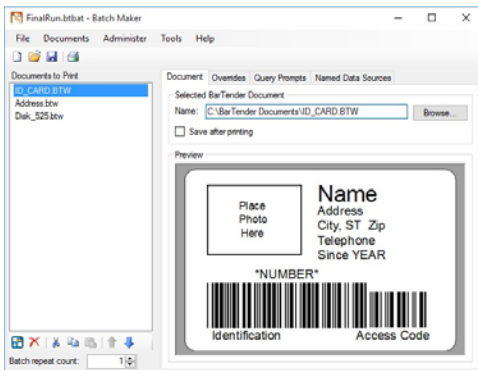 FinalRun.btbat - Batch Maker
File Documents Administer Tools Help
Documents to Print
ID_CARD.BTW
Address.btw
Disk_525.btw
Batch repeat count: 1
Document Overrides Query Prompts Named Data Sources
Selected BarTender Document
Name: C:\BarTender Documents\ID_CARD.BTW Browse...
Save after printing
Preview
Place
Photo
Here
Name
Address
City, ST Zip
Telephone
Since YEAR
*NUMBER*
Identification Access Code